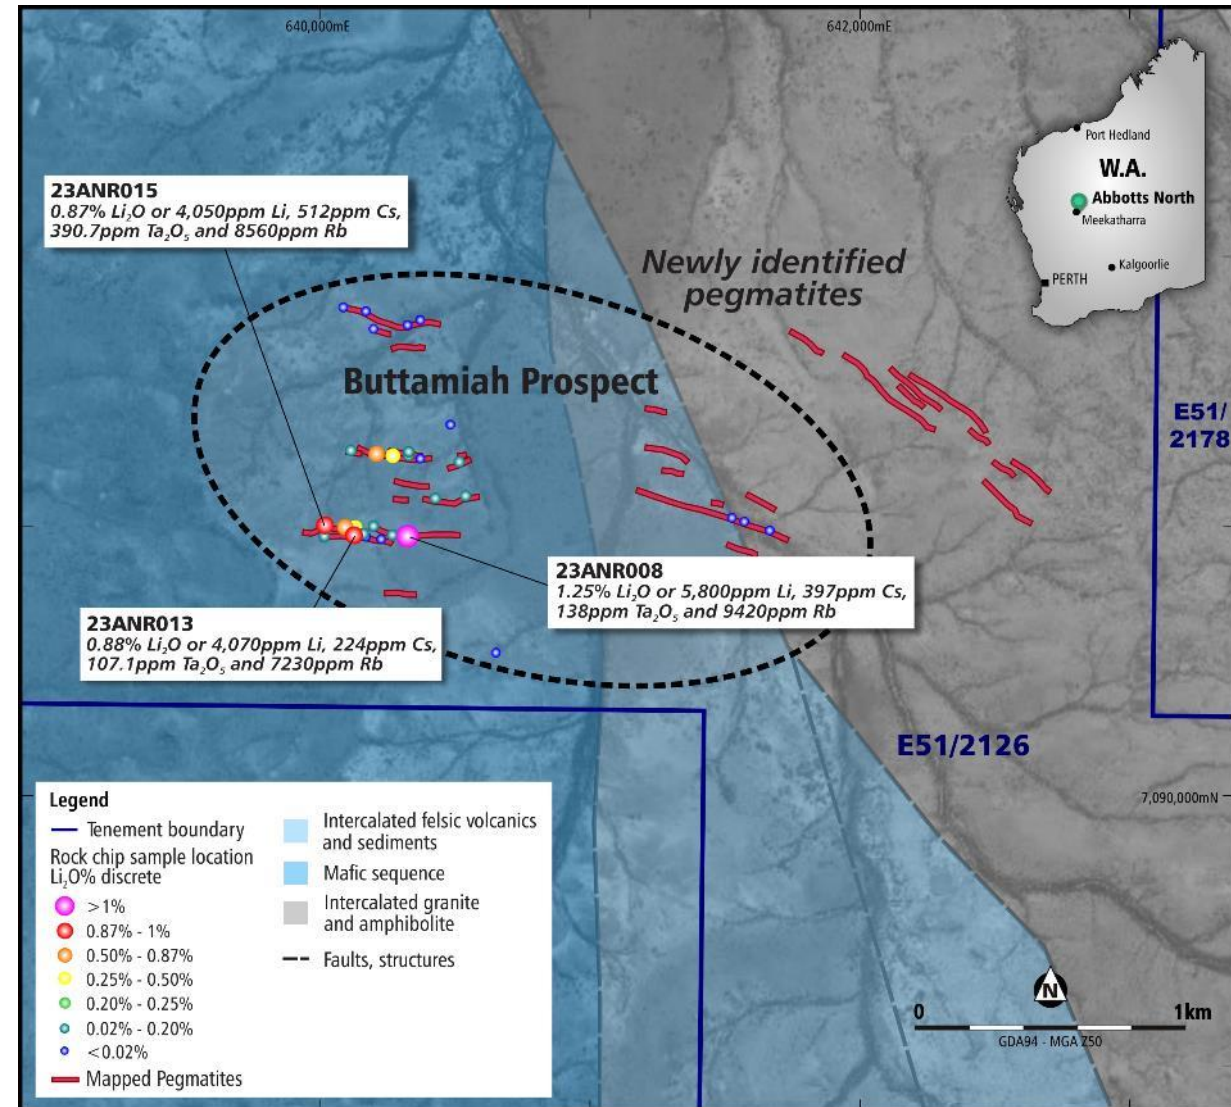 640,000mE
642,000mE
Port Hedland
W.A.
Abbotts North
Meekatharra
Kalgoorlie
PERTH
23ANR015
0.87% Li₂O or 4,050ppm Li, 512ppm Cs,
390.7ppm Ta₂O₅ and 8560ppm Rb
Newly identified
pegmatites
Buttamiah Prospect
E51/
2178
23ANR008
1.25% Li₂O or 5,800ppm Li, 397ppm Cs,
138ppm Ta₂O₅ and 9420ppm Rb
23ANR013
0.88% Li₂O or 4,070ppm Li, 224ppm Cs,
107.1ppm Ta₂O₅ and 7230ppm Rb
E51/2126
7,090,000mN
Legend
Tenement boundary
Rock chip sample location
Li₂O% discrete
>1%
0.87% - 1%
0.50% - 0.87%
0.25% - 0.50%
0.20% - 0.25%
0.02% - 0.20%
<0.02%
Mapped Pegmatites
Intercalated felsic volcanics
and sediments
Mafic sequence
Intercalated granite
and amphibolite
Faults, structures
N
0 1km
GDA94 - MGA Z50